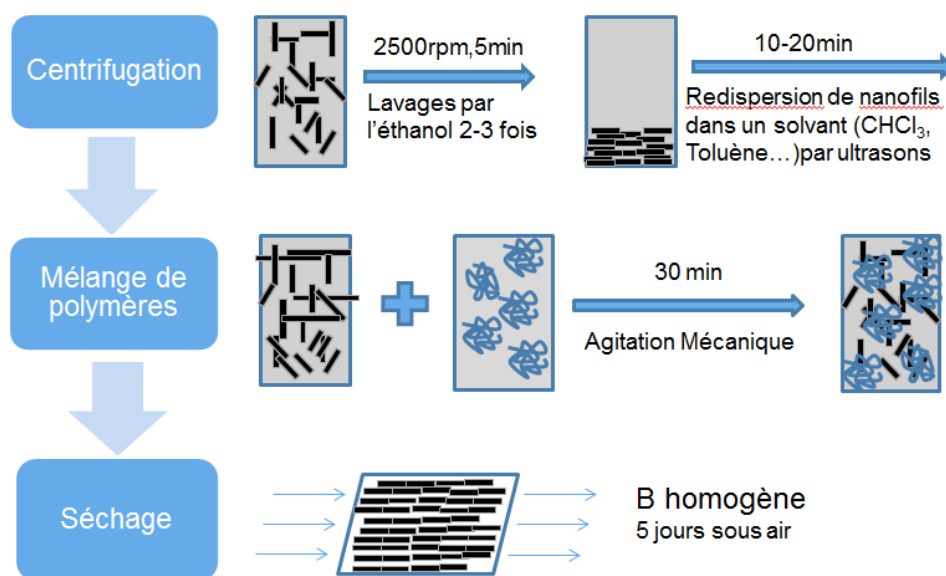 Centrifugation
2500rpm,5min
Lavages par
l'éthanol 2-3 fois
10-20min
Redispersion de nanofils
dans un solvant (CHCl₃,
Toluène…)par ultrasons
Mélange de
polymères
30 min
Agitation Mécanique
Séchage
B homogène
5 jours sous air